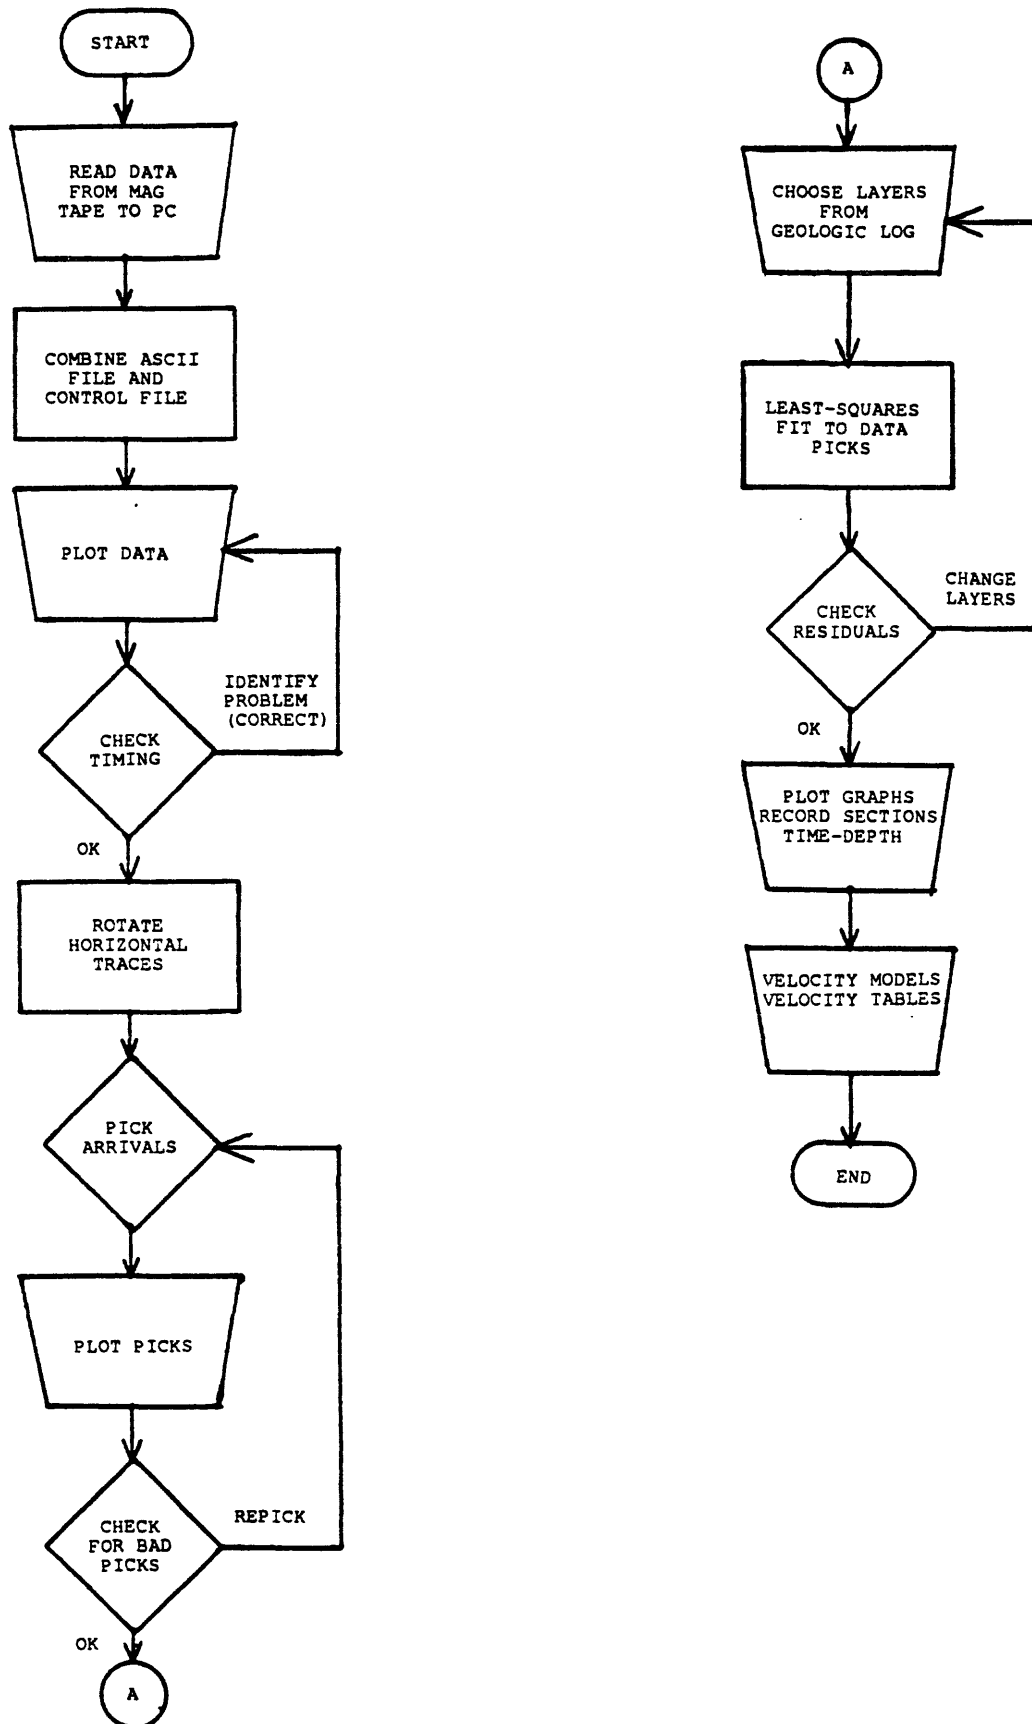 START
READ DATA
FROM MAG
TAPE TO PC
COMBINE ASCII
FILE AND
CONTROL FILE
PLOT DATA
IDENTIFY
PROBLEM
(CORRECT)
CHECK
TIMING
OK
ROTATE
HORIZONTAL
TRACES
PICK
ARRIVALS
PLOT PICKS
CHECK
FOR BAD
PICKS
REPICK
OK
A
A
CHOOSE LAYERS
FROM
GEOLOGIC LOG
LEAST-SQUARES
FIT TO DATA
PICKS
CHECK
RESIDUALS
CHANGE
LAYERS
OK
PLOT GRAPHS
RECORD SECTIONS
TIME-DEPTH
VELOCITY MODELS
VELOCITY TABLES
END